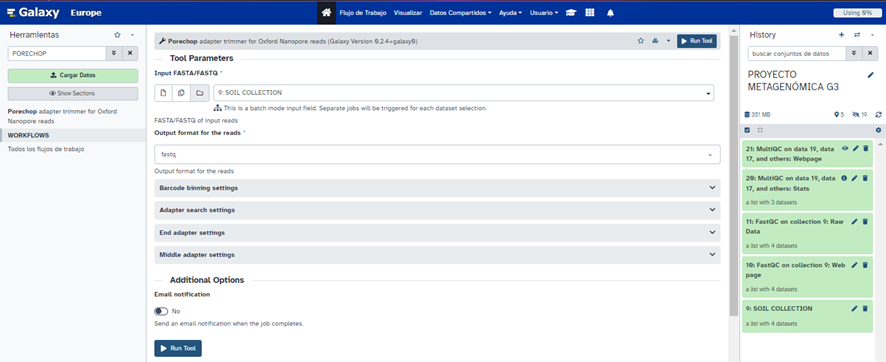 Galaxy Europe
Flujo de Trabajo Visualizar Datos Compartidos Ayuda Usuario
Using 0%
Herramientas
PORECHOP
Cargar Datos
Show Sections
Porechop adapter trimmer for Oxford
Nanopore reads
WORKFLOWS
Todos los flujos de trabajo
Porechop adapter trimmer for Oxford Nanopore reads (Galaxy Version 0.2.4+galaxy0)
Run Tool
Tool Parameters
Input FASTA/FASTQ *
9: SOIL COLLECTION
This is a batch mode input field. Separate jobs will be triggered for each dataset selection.
FASTA/FASTQ of input reads
Output format for the reads *
fastq
Output format for the reads
Barcode binning settings
Adapter search settings
End adapter settings
Middle adapter settings
Additional Options
Email notification
No
Send an email notification when the job completes.
Run Tool
History
buscar conjuntos de datos
PROYECTO
METAGENÓMICA G3
351 MB
5
19
21: MultiQC on data 19, data
17, and others: Webpage
20: MultiQC on data 19, data
17, and others: Stats
a list with 3 datasets
11: FastQC on collection 9: Raw
Data
a list with 4 datasets
10: FastQC on collection 9: Web
page
a list with 4 datasets
9: SOIL COLLECTION
a list with 4 datasets